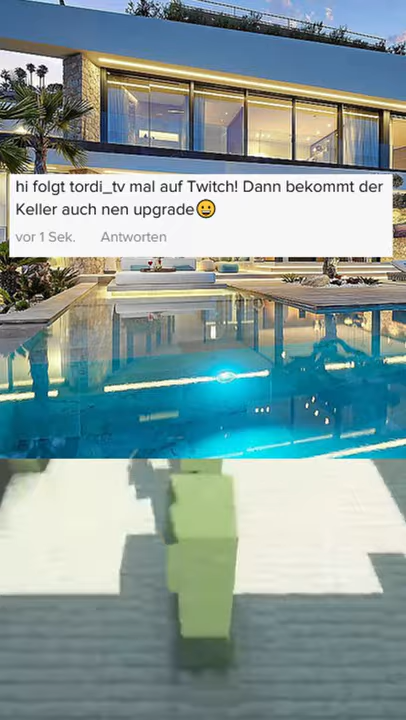 hi folgt tordi_tv mal auf Twitch! Dann bekommt der
Keller auch nen upgrade😀
vor 1 Sek. Antworten